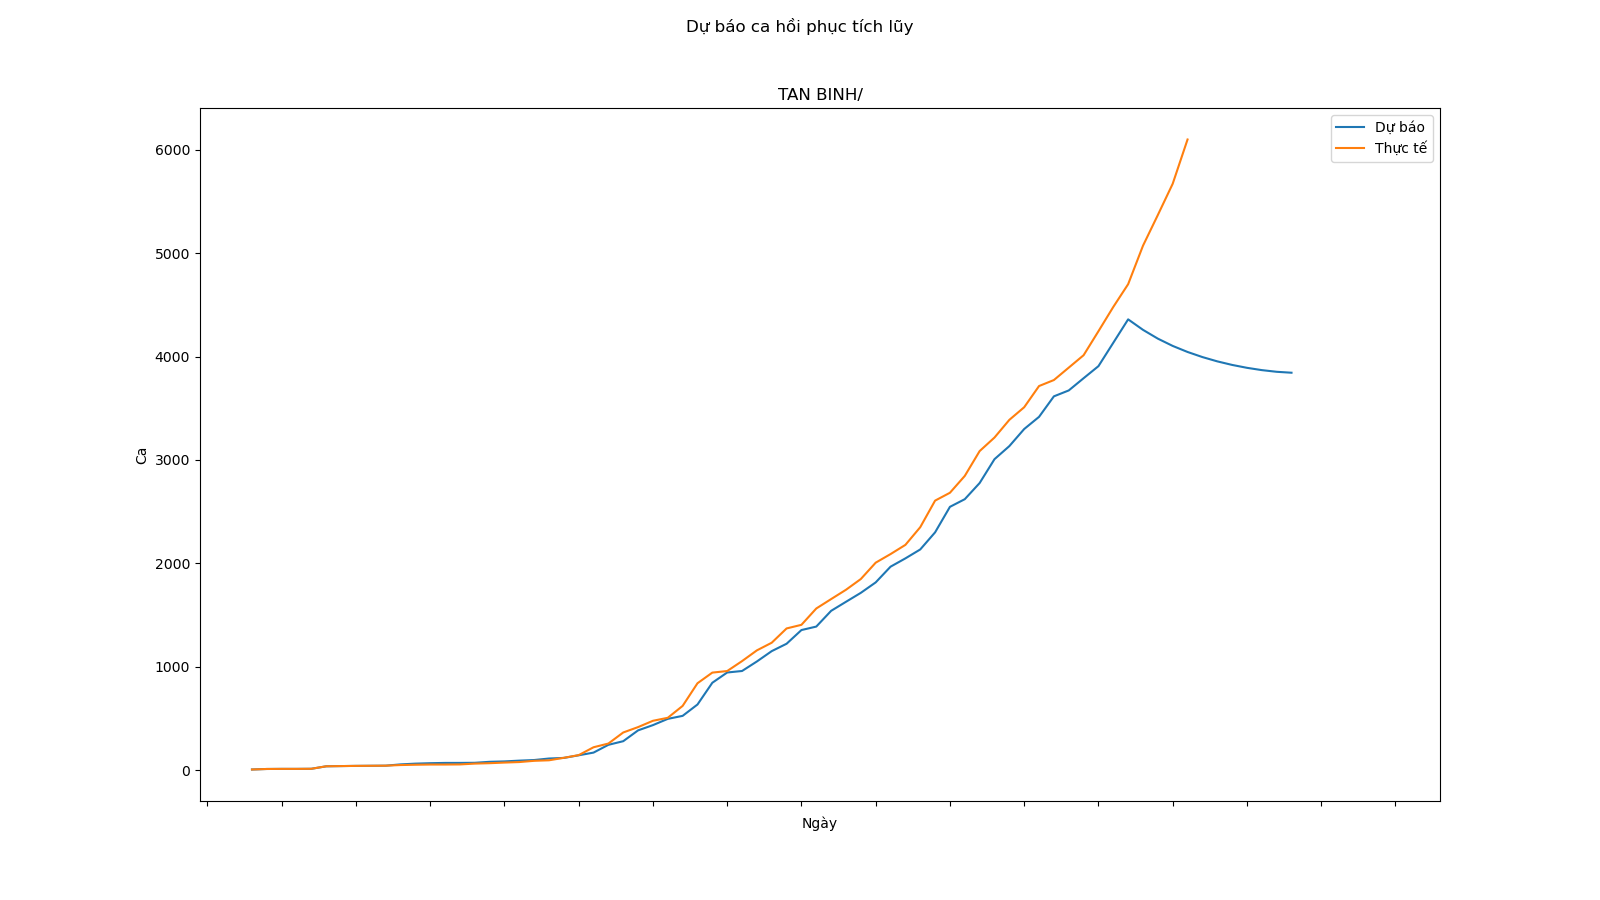 Dự báo ca hồi phục tích lũy
TAN BINH/
Dự báo
Thực tế
6000
5000
4000
3000
2000
1000
0
Ca
Ngày